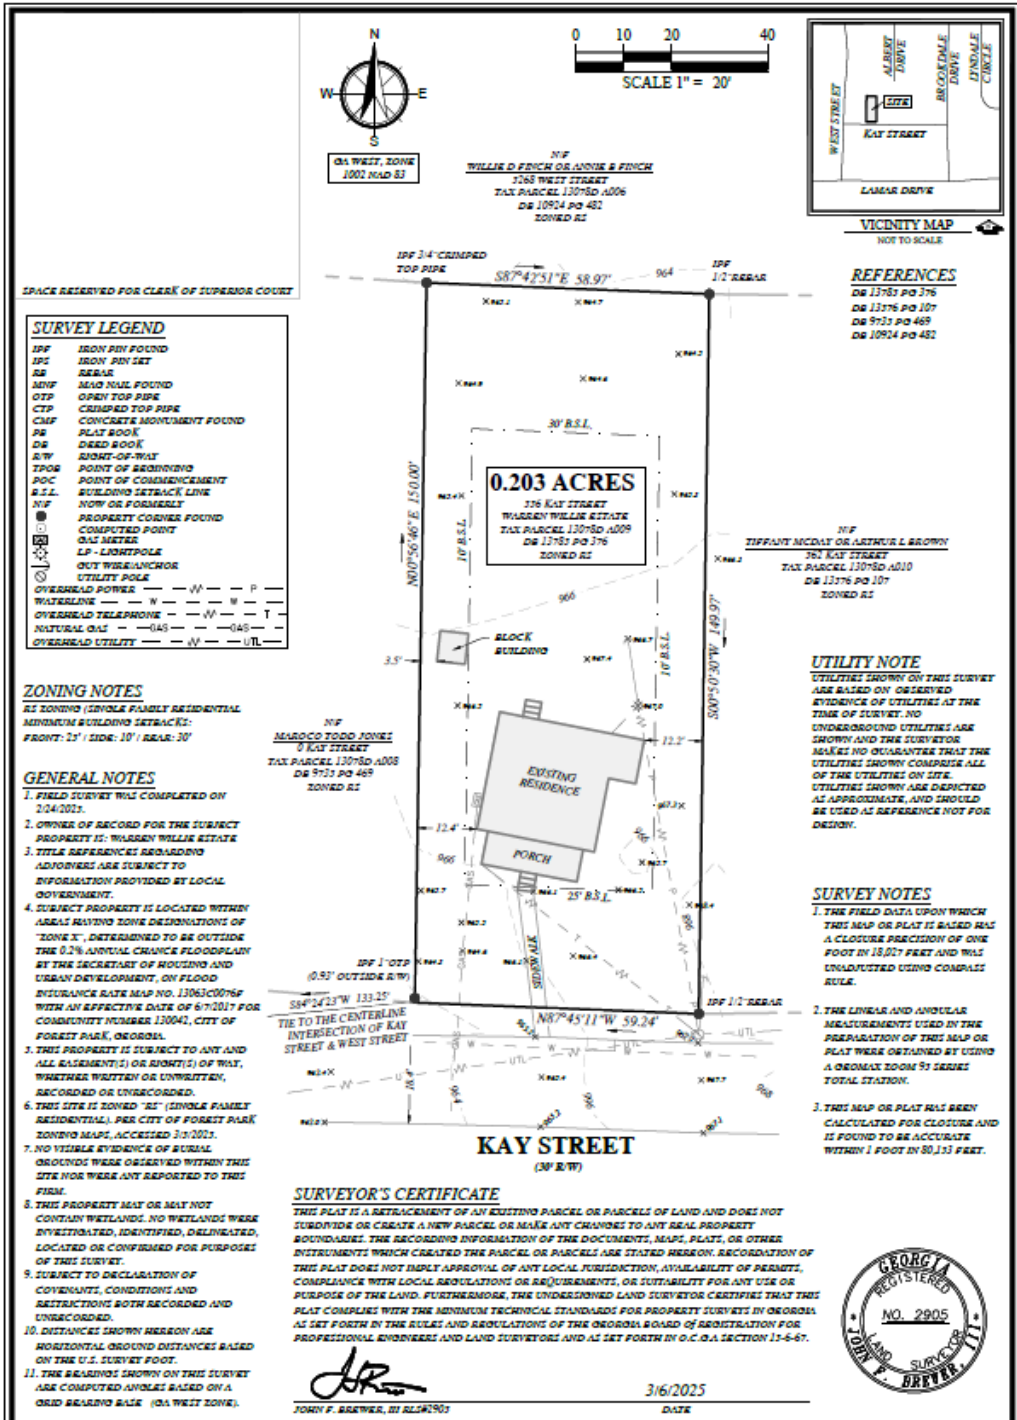 N
W E
S
GA WEST, ZONE
1002 NAD 83
0 10 20 40
SCALE 1" = 20'
WEST STREET
ALBERT
DRIVE
BROOKDALE
DRIVE
LYNDALE
CIRCLE
SITE
KAY STREET
LAMAR DRIVE
VICINITY MAP
NOT TO SCALE
N/F
WILLIE D FINCH OR ANNIE B FINCH
3268 WEST STREET
TAX PARCEL 13078D A006
DB 10924 PG 482
ZONED RS
SPACE RESERVED FOR CLERK OF SUPERIOR COURT
REFERENCES
DB 13785 PG 376
DB 13376 PG 107
DB 9735 PG 469
DB 10924 PG 482
SURVEY LEGEND
IPF IRON PIN FOUND
IPS IRON PIN SET
RB REBAR
MNF MAG NAIL FOUND
OTP OPEN TOP PIPE
CTP CRIMPED TOP PIPE
CMF CONCRETE MONUMENT FOUND
PB PLAT BOOK
DB DEED BOOK
R/W RIGHT-OF-WAY
TPOB POINT OF BEGINNING
POC POINT OF COMMENCEMENT
B.S.L. BUILDING SETBACK LINE
N/F NOW OR FORMERLY
PROPERTY CORNER FOUND
COMPUTED POINT
GAS METER
LP - LIGHTPOLE
GUY WIRE/ANCHOR
UTILITY POLE
OVERHEAD POWER P
WATERLINE W W
OVERHEAD TELEPHONE T
NATURAL GAS GAS GAS
OVERHEAD UTILITY UTL
ZONING NOTES
RS ZONING (SINGLE FAMILY RESIDENTIAL
MINIMUM BUILDING SETBACKS:
FRONT: 25' / SIDE: 10' / REAR: 30'
GENERAL NOTES
1. FIELD SURVEY WAS COMPLETED ON
2/24/2025.
2. OWNER OF RECORD FOR THE SUBJECT
PROPERTY IS: WARREN WILLIE ESTATE
3. TITLE REFERENCES REGARDING
ADJOINERS ARE SUBJECT TO
INFORMATION PROVIDED BY LOCAL
GOVERNMENT.
4. SUBJECT PROPERTY IS LOCATED WITHIN
AREAS HAVING ZONE DESIGNATIONS OF
"ZONE X", DETERMINED TO BE OUTSIDE
THE 0.2% ANNUAL CHANCE FLOODPLAIN
BY THE SECRETARY OF HOUSING AND
URBAN DEVELOPMENT, ON FLOOD
INSURANCE RATE MAP NO. 13063C0076F
WITH AN EFFECTIVE DATE OF 6/7/2017 FOR
COMMUNITY NUMBER 130042, CITY OF
FOREST PARK, GEORGIA.
5. THIS PROPERTY IS SUBJECT TO ANY AND
ALL EASEMENT(S) OR RIGHT(S) OF WAY,
WHETHER WRITTEN OR UNWRITTEN,
RECORDED OR UNRECORDED.
6. THIS SITE IS ZONED "RS" (SINGLE FAMILY
RESIDENTIAL). PER CITY OF FOREST PARK
ZONING MAPS, ACCESSED 3/5/2025.
7. NO VISIBLE EVIDENCE OF BURIAL
GROUNDS WERE OBSERVED WITHIN THIS
SITE NOR WERE ANY REPORTED TO THIS
FIRM.
8. THIS PROPERTY MAY OR MAY NOT
CONTAIN WETLANDS. NO WETLANDS WERE
INVESTIGATED, IDENTIFIED, DELINEATED,
LOCATED OR CONFIRMED FOR PURPOSES
OF THIS SURVEY.
9. SUBJECT TO DECLARATION OF
COVENANTS, CONDITIONS AND
RESTRICTIONS BOTH RECORDED AND
UNRECORDED.
10. DISTANCES SHOWN HEREON ARE
HORIZONTAL GROUND DISTANCES BASED
ON THE U.S. SURVEY FOOT.
11. THE BEARINGS SHOWN ON THIS SURVEY
ARE COMPUTED ANGLES BASED ON A
GRID BEARING BASE (GA WEST ZONE).
IPF 3/4" CRIMPED
TOP PIPE
S87°42'51"E 58.97'
964
IPF
1/2" REBAR
30' B.S.L.
0.203 ACRES
356 KAY STREET
WARREN WILLIE ESTATE
TAX PARCEL 13078D A009
DB 13785 PG 376
ZONED RS
N00°56'46"E 150.00'
10' B.S.L.
10' B.S.L.
S00°50'30"W 149.97'
966
BLOCK
BUILDING
3.5'
N/F
TIFFANY MCDAY OR ARTHUR L BROWN
362 KAY STREET
TAX PARCEL 13078D A010
DB 13376 PG 107
ZONED RS
N/F
MAROCO TODD JONES
0 KAY STREET
TAX PARCEL 13078D A008
DB 9735 PG 469
ZONED RS
EXISTING
RESIDENCE
PORCH
12.2'
12.4'
966
25' B.S.L.
968
SIDEWALK
IPF 1" OTP
(0.93' OUTSIDE R/W)
S84°24'23"W 133.25'
TIE TO THE CENTERLINE
INTERSECTION OF KAY
STREET & WEST STREET
IPF 1/2" REBAR
N87°45'11"W 59.24'
18.4'
964
966
968
KAY STREET
(30' R/W)
UTILITY NOTE
UTILITIES SHOWN ON THIS SURVEY
ARE BASED ON OBSERVED
EVIDENCE OF UTILITIES AT THE
TIME OF SURVEY. NO
UNDERGROUND UTILITIES ARE
SHOWN AND THE SURVEYOR
MAKES NO GUARANTEE THAT THE
UTILITIES SHOWN COMPRISE ALL
OF THE UTILITIES ON SITE.
UTILITIES SHOWN ARE DEPICTED
AS APPROXIMATE, AND SHOULD
BE USED AS REFERENCE NOT FOR
DESIGN.
SURVEY NOTES
1. THE FIELD DATA UPON WHICH
THIS MAP OR PLAT IS BASED HAS
A CLOSURE PRECISION OF ONE
FOOT IN 18,027 FEET AND WAS
UNADJUSTED USING COMPASS
RULE.
2. THE LINEAR AND ANGULAR
MEASUREMENTS USED IN THE
PREPARATION OF THIS MAP OR
PLAT WERE OBTAINED BY USING
A GEOMAX ZOOM 95 SERIES
TOTAL STATION.
3. THIS MAP OR PLAT HAS BEEN
CALCULATED FOR CLOSURE AND
IS FOUND TO BE ACCURATE
WITHIN 1 FOOT IN 80,153 FEET.
SURVEYOR'S CERTIFICATE
THIS PLAT IS A RETRACEMENT OF AN EXISTING PARCEL OR PARCELS OF LAND AND DOES NOT
SUBDIVIDE OR CREATE A NEW PARCEL OR MAKE ANY CHANGES TO ANY REAL PROPERTY
BOUNDARIES. THE RECORDING INFORMATION OF THE DOCUMENTS, MAPS, PLATS, OR OTHER
INSTRUMENTS WHICH CREATED THE PARCEL OR PARCELS ARE STATED HEREON. RECORDATION OF
THIS PLAT DOES NOT IMPLY APPROVAL OF ANY LOCAL JURISDICTION, AVAILABILITY OF PERMITS,
COMPLIANCE WITH LOCAL REGULATIONS OR REQUIREMENTS, OR SUITABILITY FOR ANY USE OR
PURPOSE OF THE LAND. FURTHERMORE, THE UNDERSIGNED LAND SURVEYOR CERTIFIES THAT THIS
PLAT COMPLIES WITH THE MINIMUM TECHNICAL STANDARDS FOR PROPERTY SURVEYS IN GEORGIA
AS SET FORTH IN THE RULES AND REGULATIONS OF THE GEORGIA BOARD OF REGISTRATION FOR
PROFESSIONAL ENGINEERS AND LAND SURVEYORS AND AS SET FORTH IN O.C.G.A SECTION 15-6-67.
JOHN F. BREWER, III RLS#2905
3/6/2025
DATE
GEORGIA
REGISTERED
NO. 2905
LAND SURVEYOR
JOHN F. BREWER, III